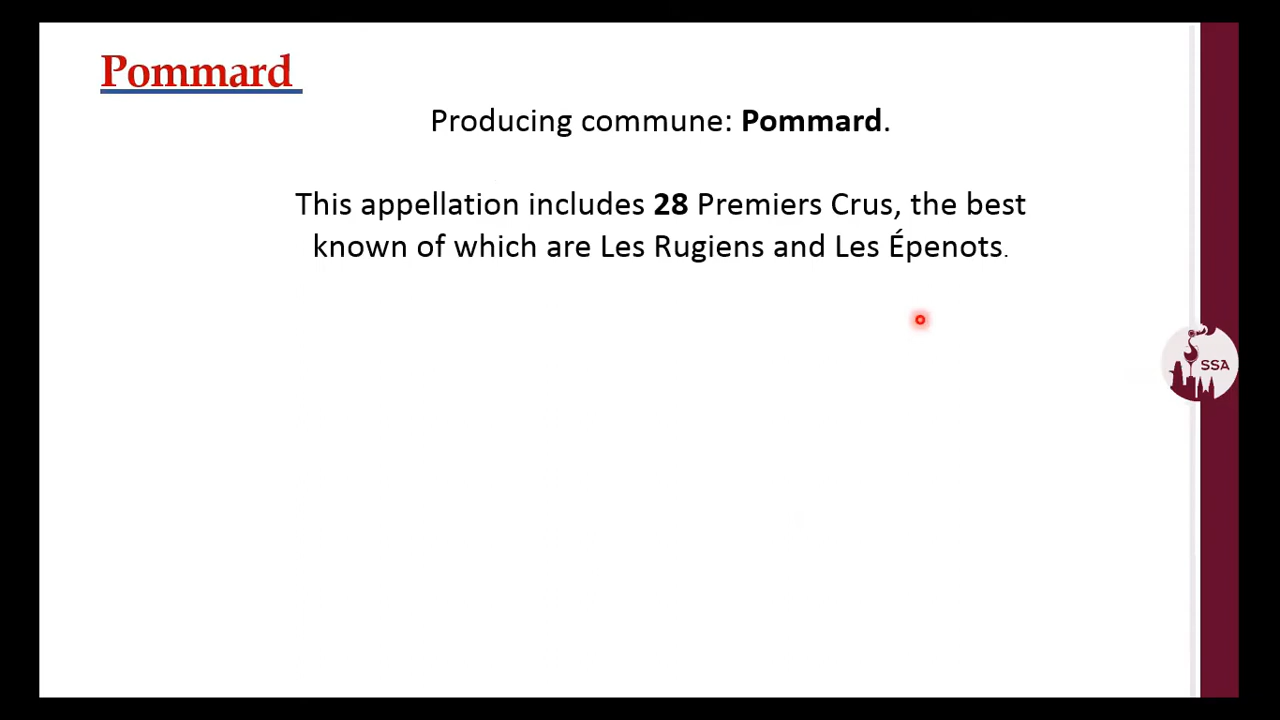 Pommard
Producing commune: Pommard.
This appellation includes 28 Premiers Crus, the best
known of which are Les Rugiens and Les Épenots.
SSA